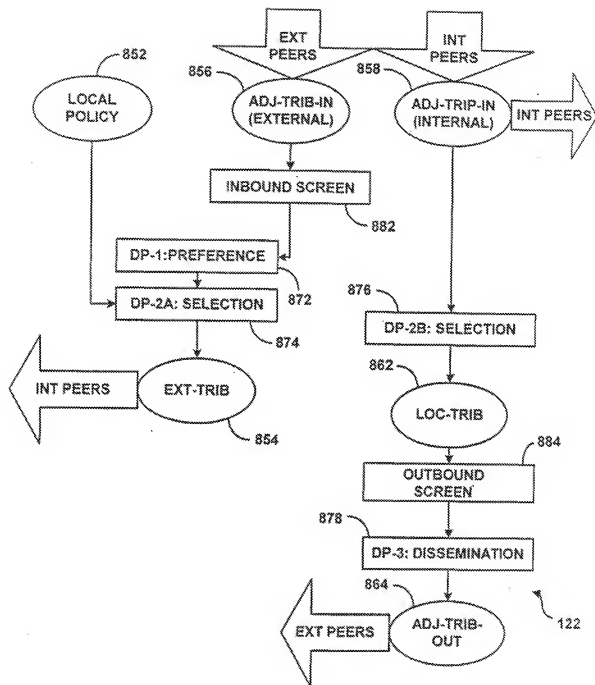 EXT
PEERS
INT
PEERS
852
856
858
LOCAL
POLICY
ADJ-TRIB-IN
(EXTERNAL)
ADJ-TRIP-IN
(INTERNAL)
INT PEERS
INBOUND SCREEN
882
DP-1:PREFERENCE
872
876
DP-2A: SELECTION
874
DP-2B: SELECTION
862
INT PEERS
EXT-TRIB
854
LOC-TRIB
884
OUTBOUND
SCREEN
878
DP-3: DISSEMINATION
864
EXT PEERS
ADJ-TRIB-
OUT
122